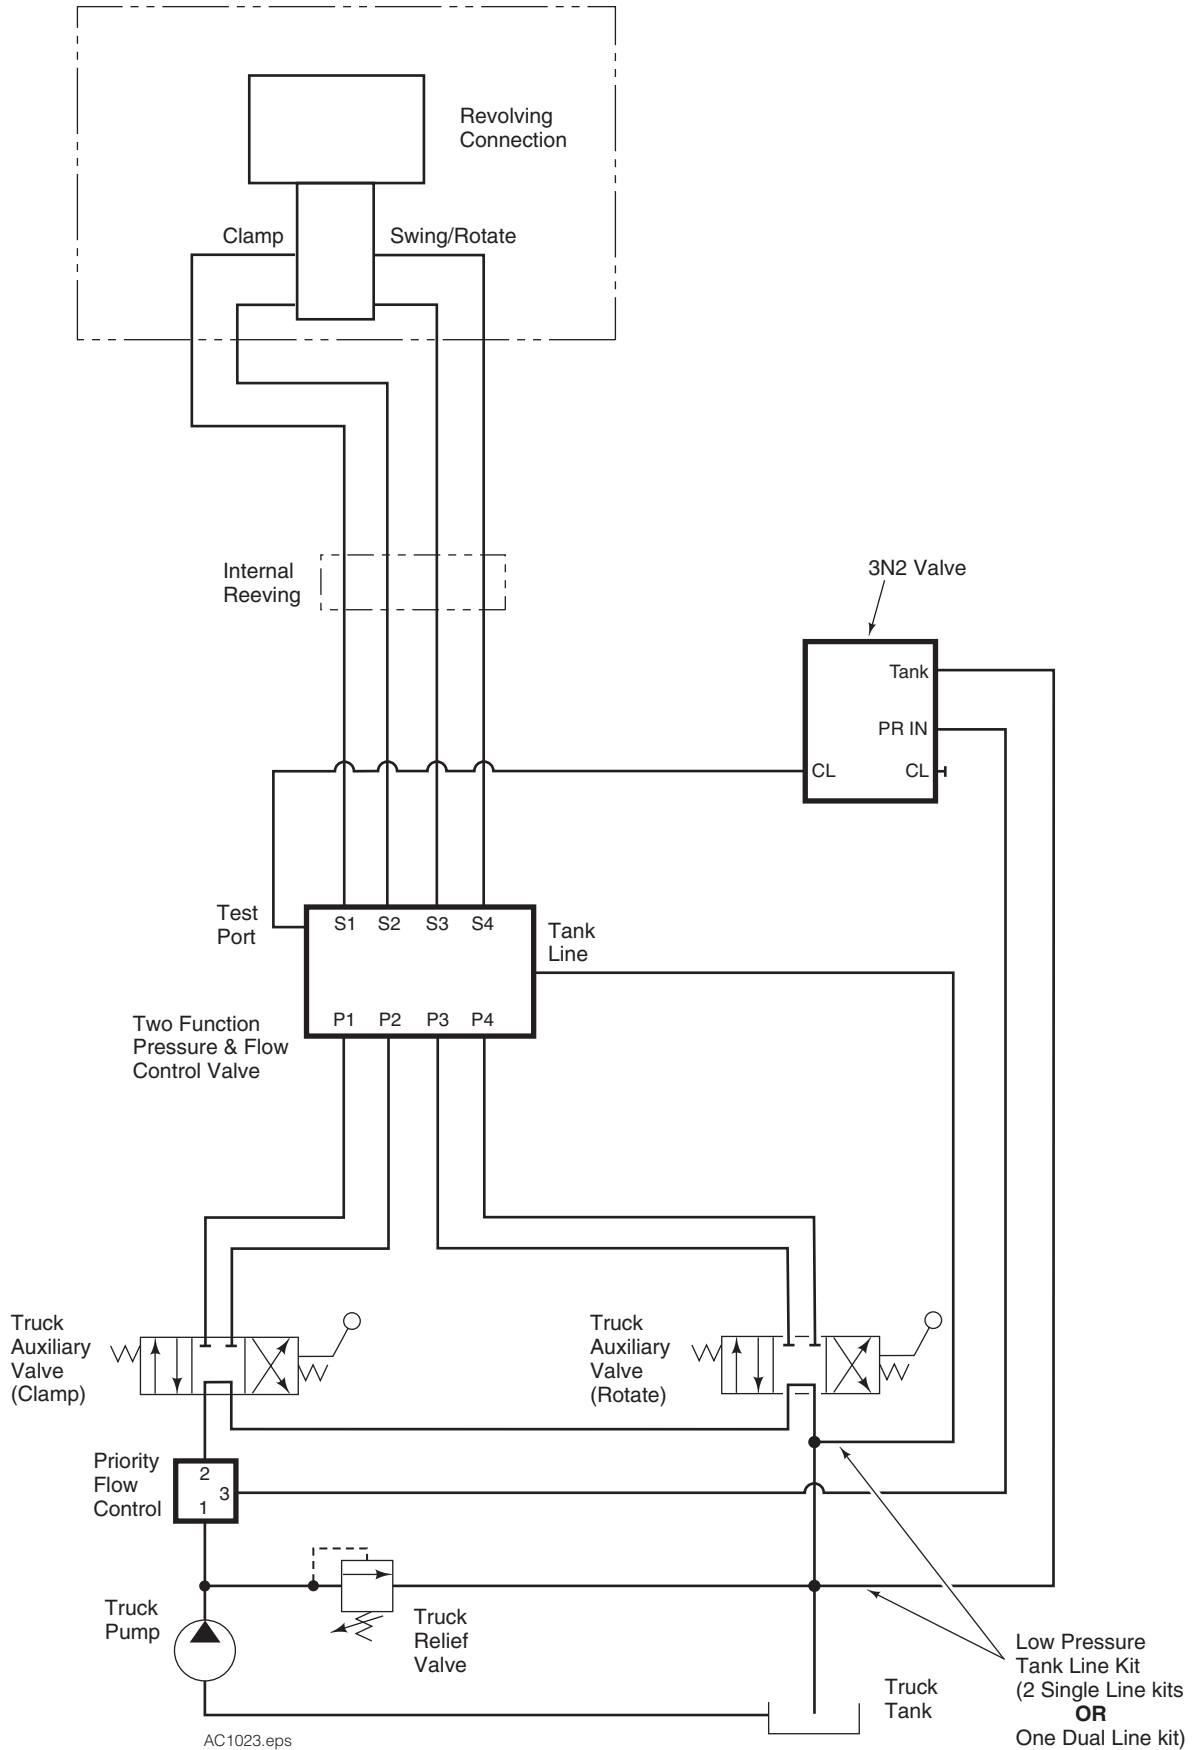 Revolving
Connection
Clamp
Swing/Rotate
Internal
Reeving
3N2 Valve
Tank
PR IN
CL
CL
Test
Port
S1 S2 S3 S4
Tank
Line
P1 P2 P3 P4
Two Function
Pressure & Flow
Control Valve
Truck
Auxiliary
Valve
(Clamp)
Truck
Auxiliary
Valve
(Rotate)
Priority
Flow
Control
2
3
1
Truck
Pump
Truck
Relief
Valve
Truck
Tank
Low Pressure
Tank Line Kit
(2 Single Line kits
OR
One Dual Line kit)
AC1023.eps